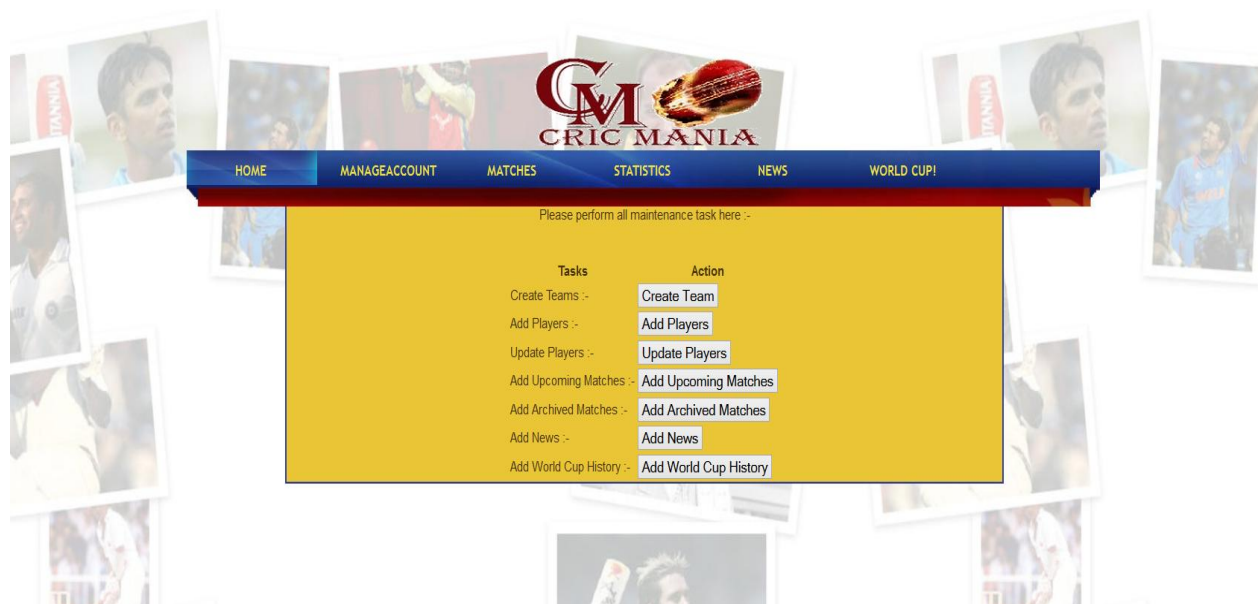 CM
CRIC MANIA
HOME MANAGEACCOUNT MATCHES STATISTICS NEWS WORLD CUP!
Please perform all maintenance task here :-
Tasks Action
Create Teams :- Create Team
Add Players :- Add Players
Update Players :- Update Players
Add Upcoming Matches :- Add Upcoming Matches
Add Archived Matches :- Add Archived Matches
Add News :- Add News
Add World Cup History :- Add World Cup History